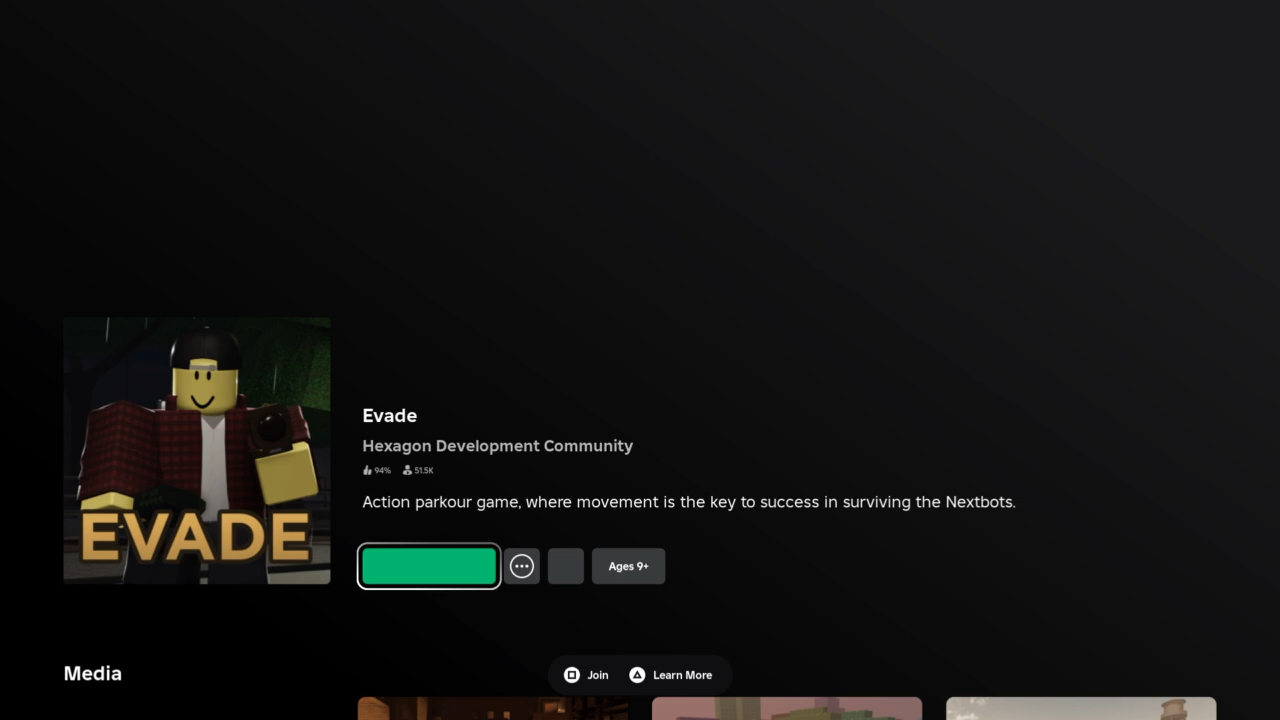 EVADE
Evade
Hexagon Development Community
94% 51.5K
Action parkour game, where movement is the key to success in surviving the Nextbots.
Ages 9+
Media
Join Learn More